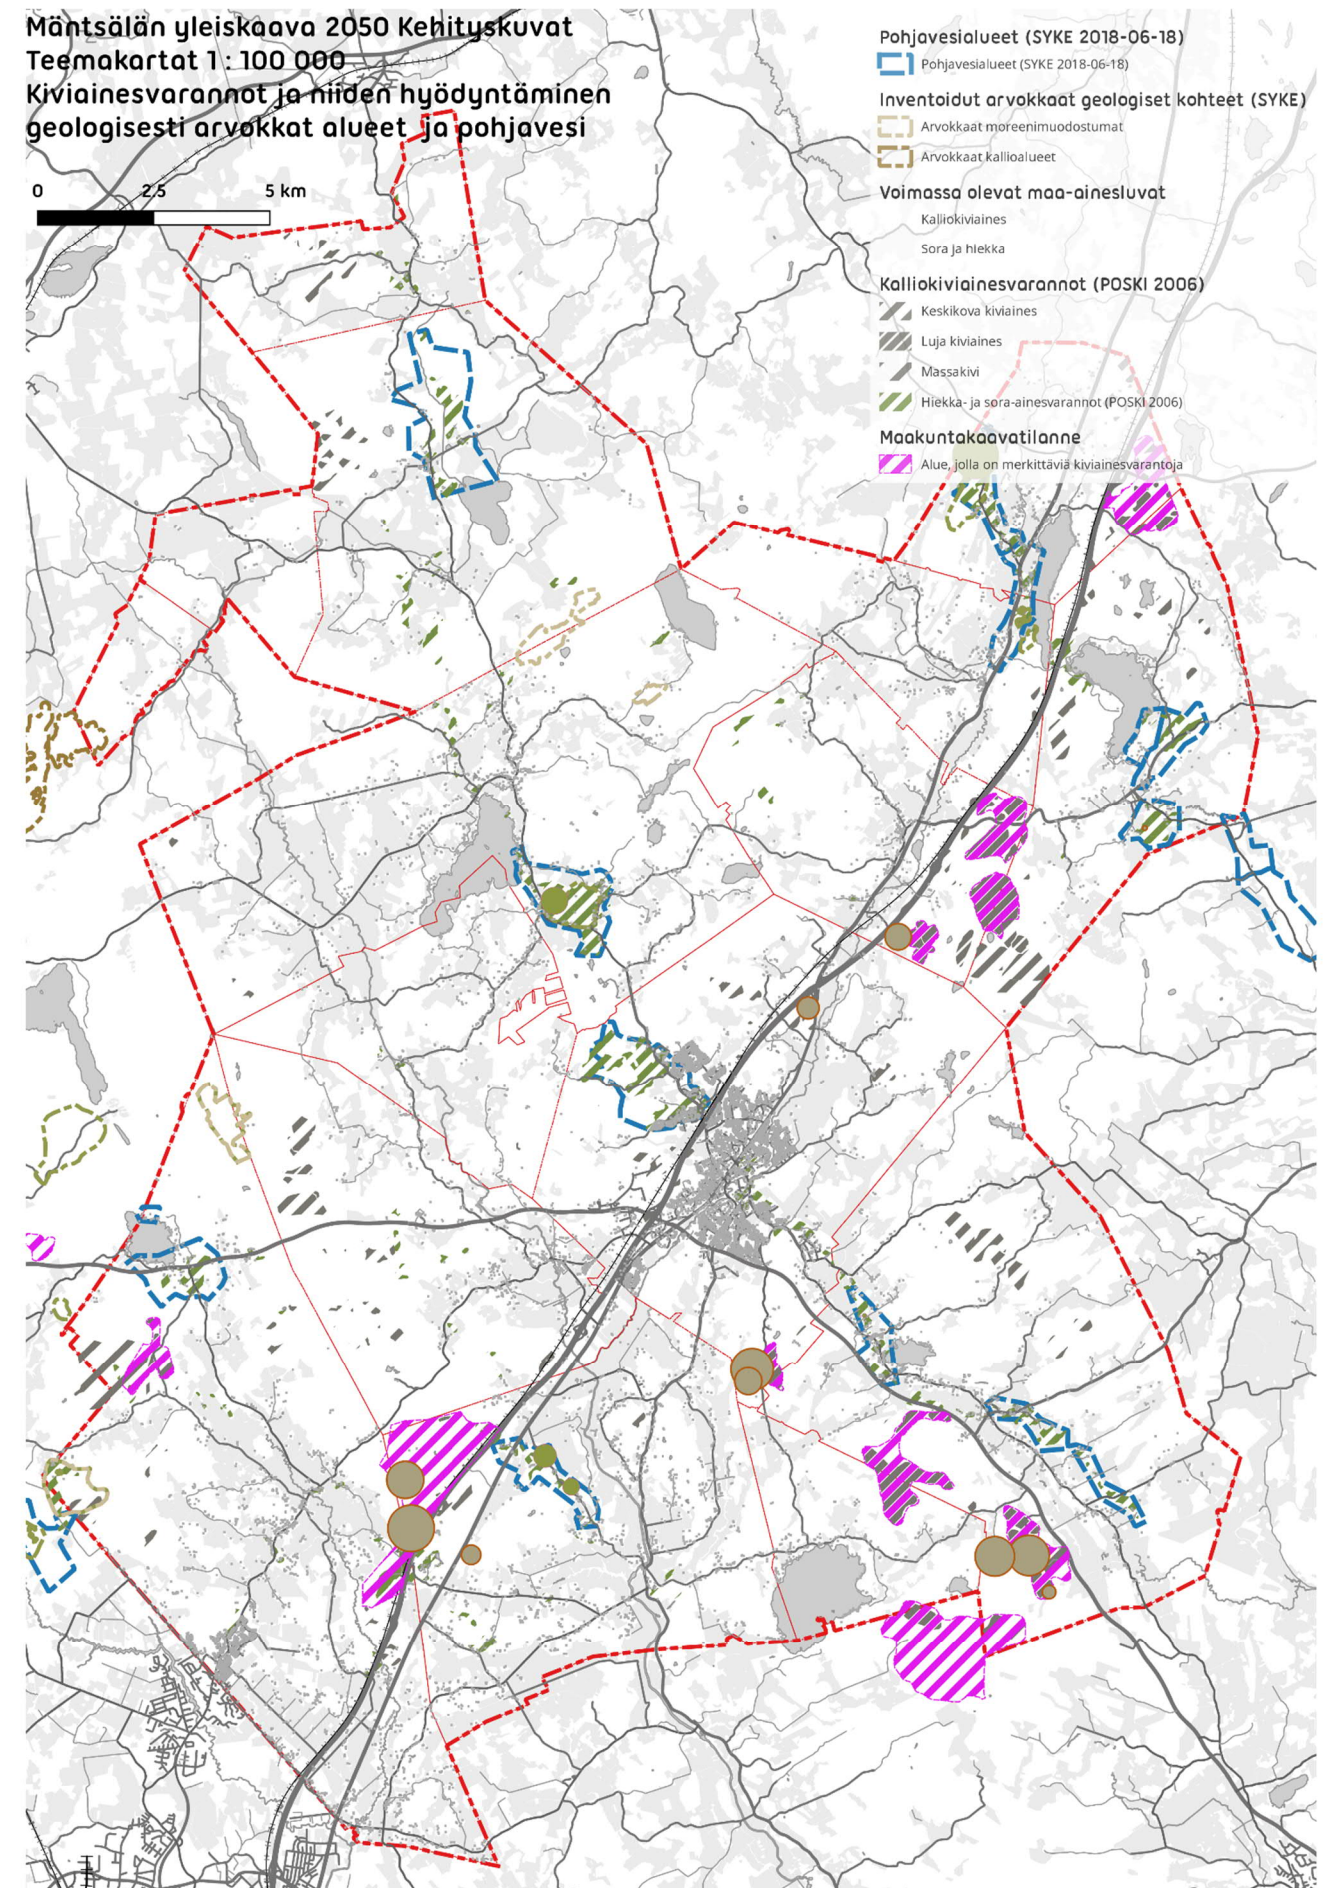 Mäntsälän yleiskaava 2050 Kehityskuvat
Teemakartat 1 : 100 000
Kiviainesvarannot ja niiden hyödyntäminen
geologisesti arvokkat alueet ja pohjavesi
0 2.5 5 km
Pohjavesialueet (SYKE 2018-06-18)
Pohjavesialueet (SYKE 2018-06-18)
Inventoidut arvokkaat geologiset kohteet (SYKE)
Arvokkaat moreenimuodostumat
Arvokkaat kallioalueet
Voimassa olevat maa-ainesluvat
Kalliokiviaines
Sora ja hiekka
Kalliokiviainesvarannot (POSKI 2006)
Keskikova kiviaines
Luja kiviaines
Massakivi
Hiekka- ja sora-ainesvarannot (POSKI 2006)
Maakuntakaavatilanne
Alue, jolla on merkittäviä kiviainesvarantoja